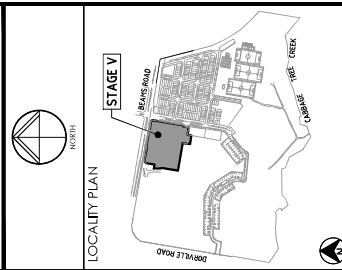 NORTH
LOCALITY PLAN
STAGE V
BEAMS ROAD
CABBAGE TREE CREEK
DORVILLE ROAD
N